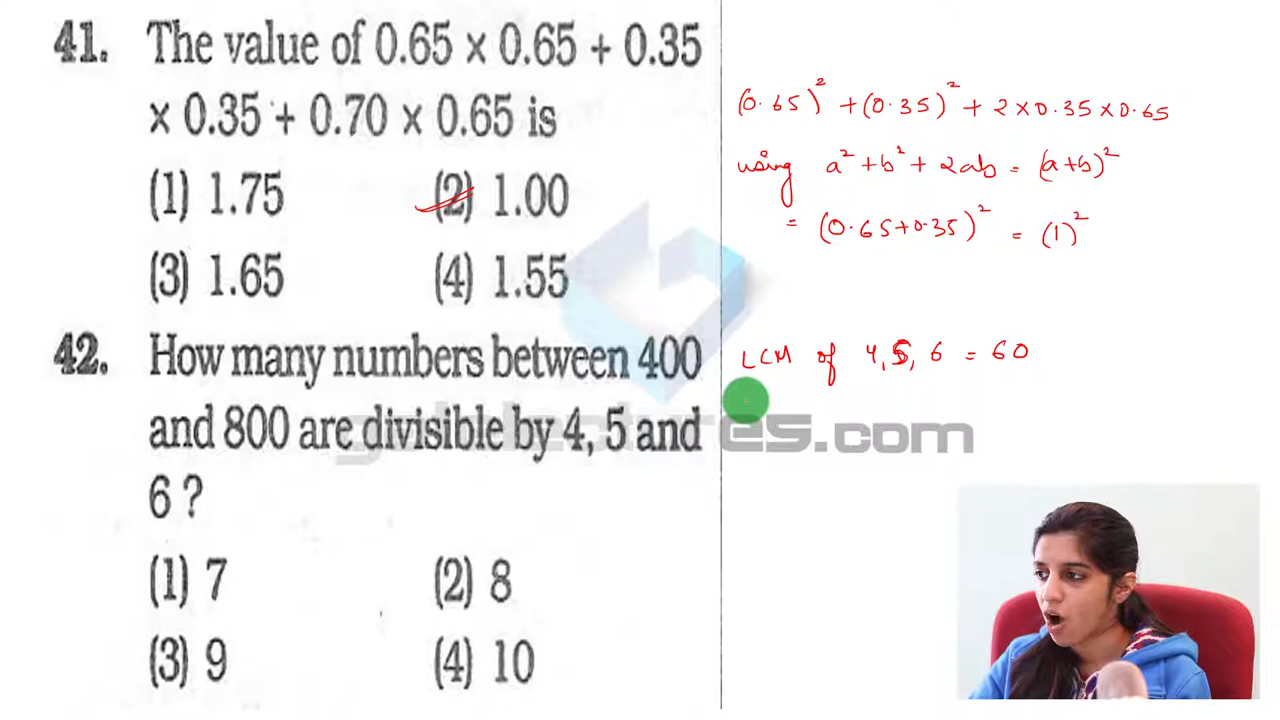 41. The value of 0.65 × 0.65 + 0.35
× 0.35 + 0.70 × 0.65 is
(1) 1.75 (2) 1.00
(3) 1.65 (4) 1.55
42. How many numbers between 400
and 800 are divisible by 4, 5 and
6 ?
(1) 7 (2) 8
(3) 9 (4) 10
(0.65)² + (0.35)² + 2 × 0.35 × 0.65
using a² + b² + 2ab = (a+b)²
= (0.65+0.35)² = (1)²
LCM of 4, 5, 6 = 60
es.com